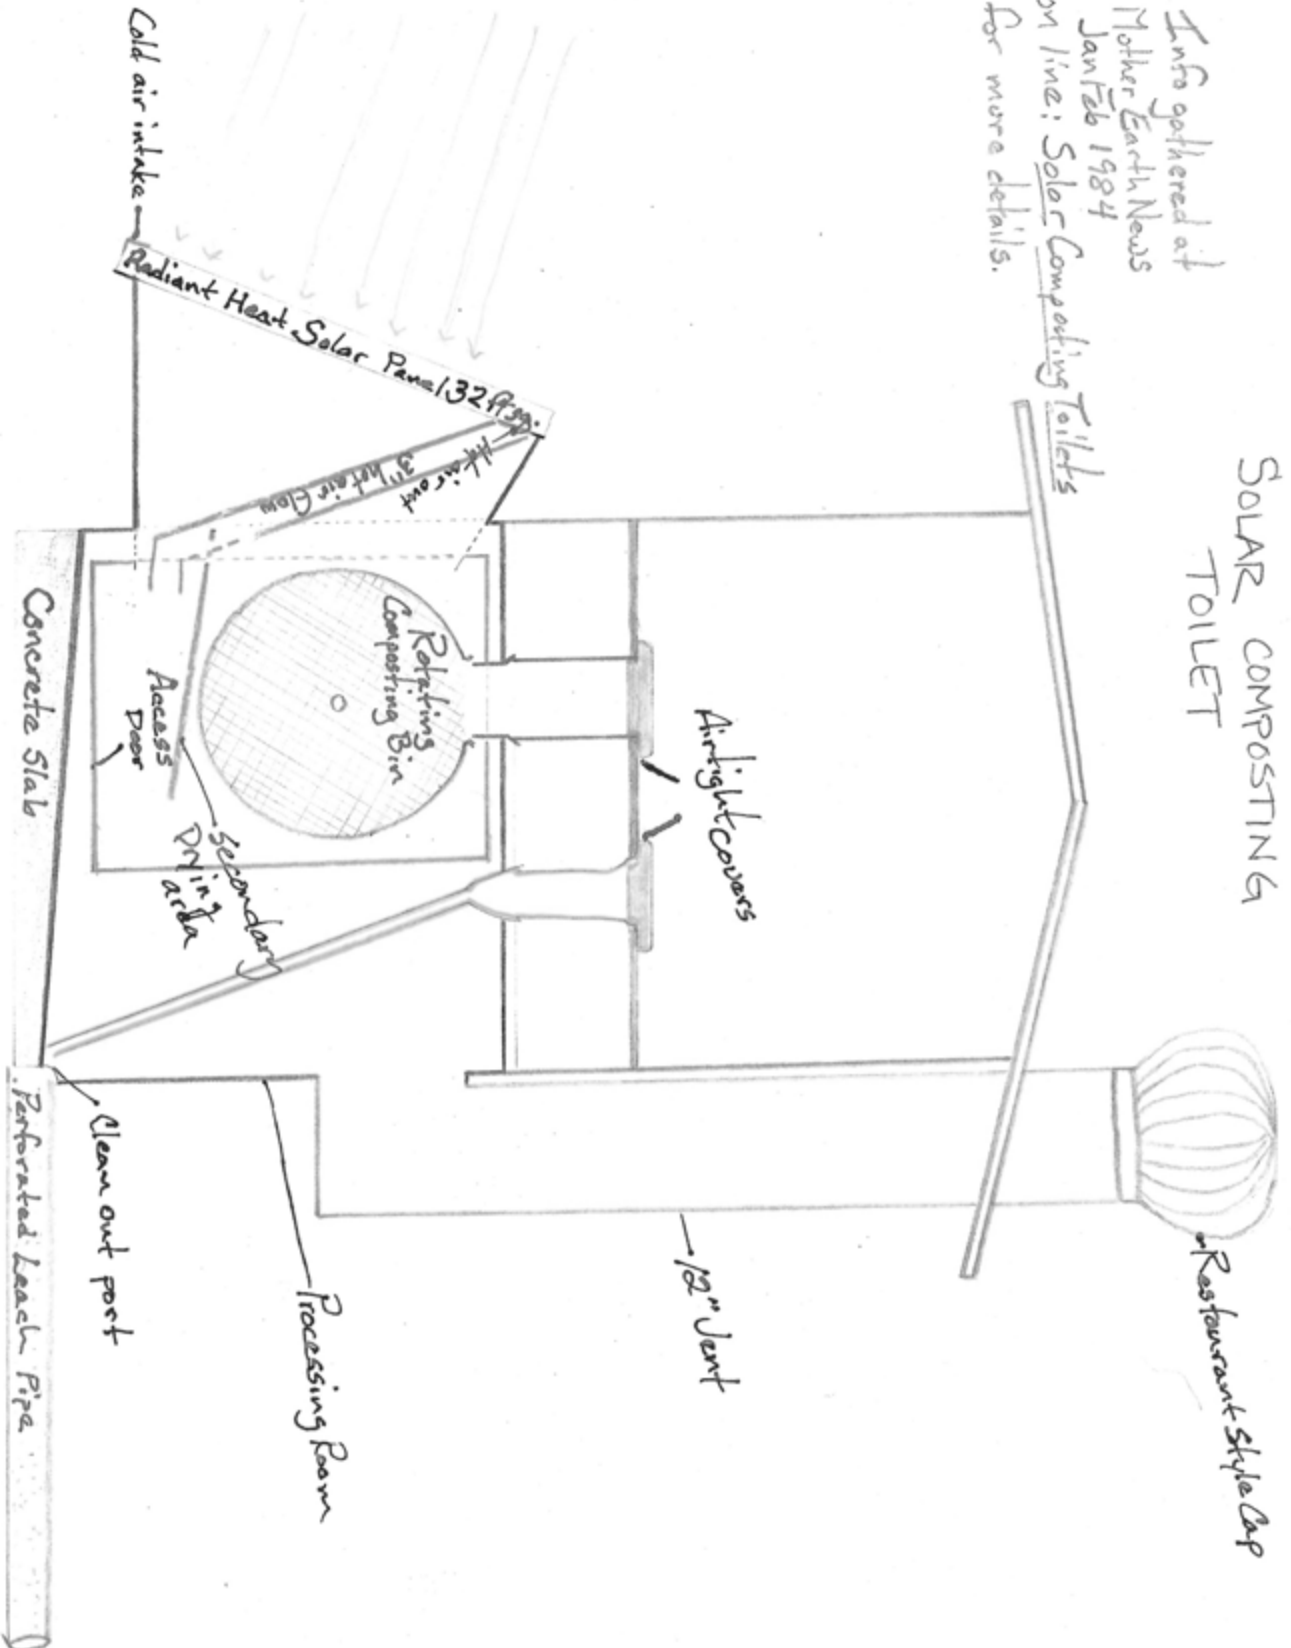 SOLAR COMPOSTING
TOILET
Info gathered at
Mother Earth News
Jan Feb 1984
on line: Solar Composting Toilets
for more details.
Restaurant Style Cap
12" Vent
Airtight covers
Cold air intake
Radiant Heat Solar Panel 32 ft sq.
Hot air out
3" hot air flow
Rotating
Composting Bin
Secondary
Drying
area
Access
Door
Processing Room
Clean out port
Concrete Slab
Perforated Leach Pipe